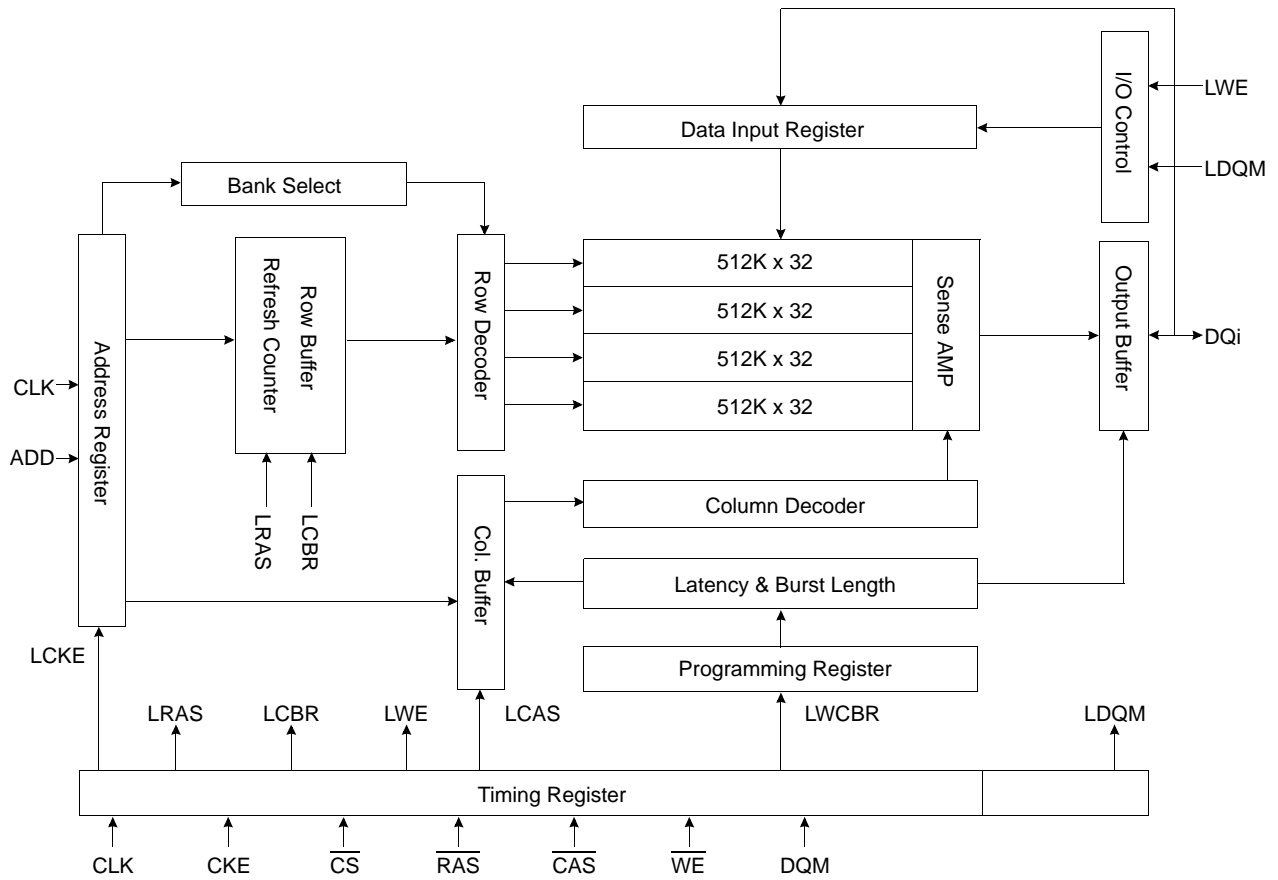 I/O Control
LWE
LDQM
Data Input Register
Bank Select
Address Register
Refresh Counter
Row Buffer
Row Decoder
512K x 32
512K x 32
512K x 32
512K x 32
Sense AMP
Output Buffer
DQi
CLK
ADD
LRAS
LCBR
Col. Buffer
Column Decoder
Latency & Burst Length
Programming Register
LCKE
LRAS
LCBR
LWE
LCAS
LWCBR
LDQM
Timing Register
CLK
CKE
CS
RAS
CAS
WE
DQM